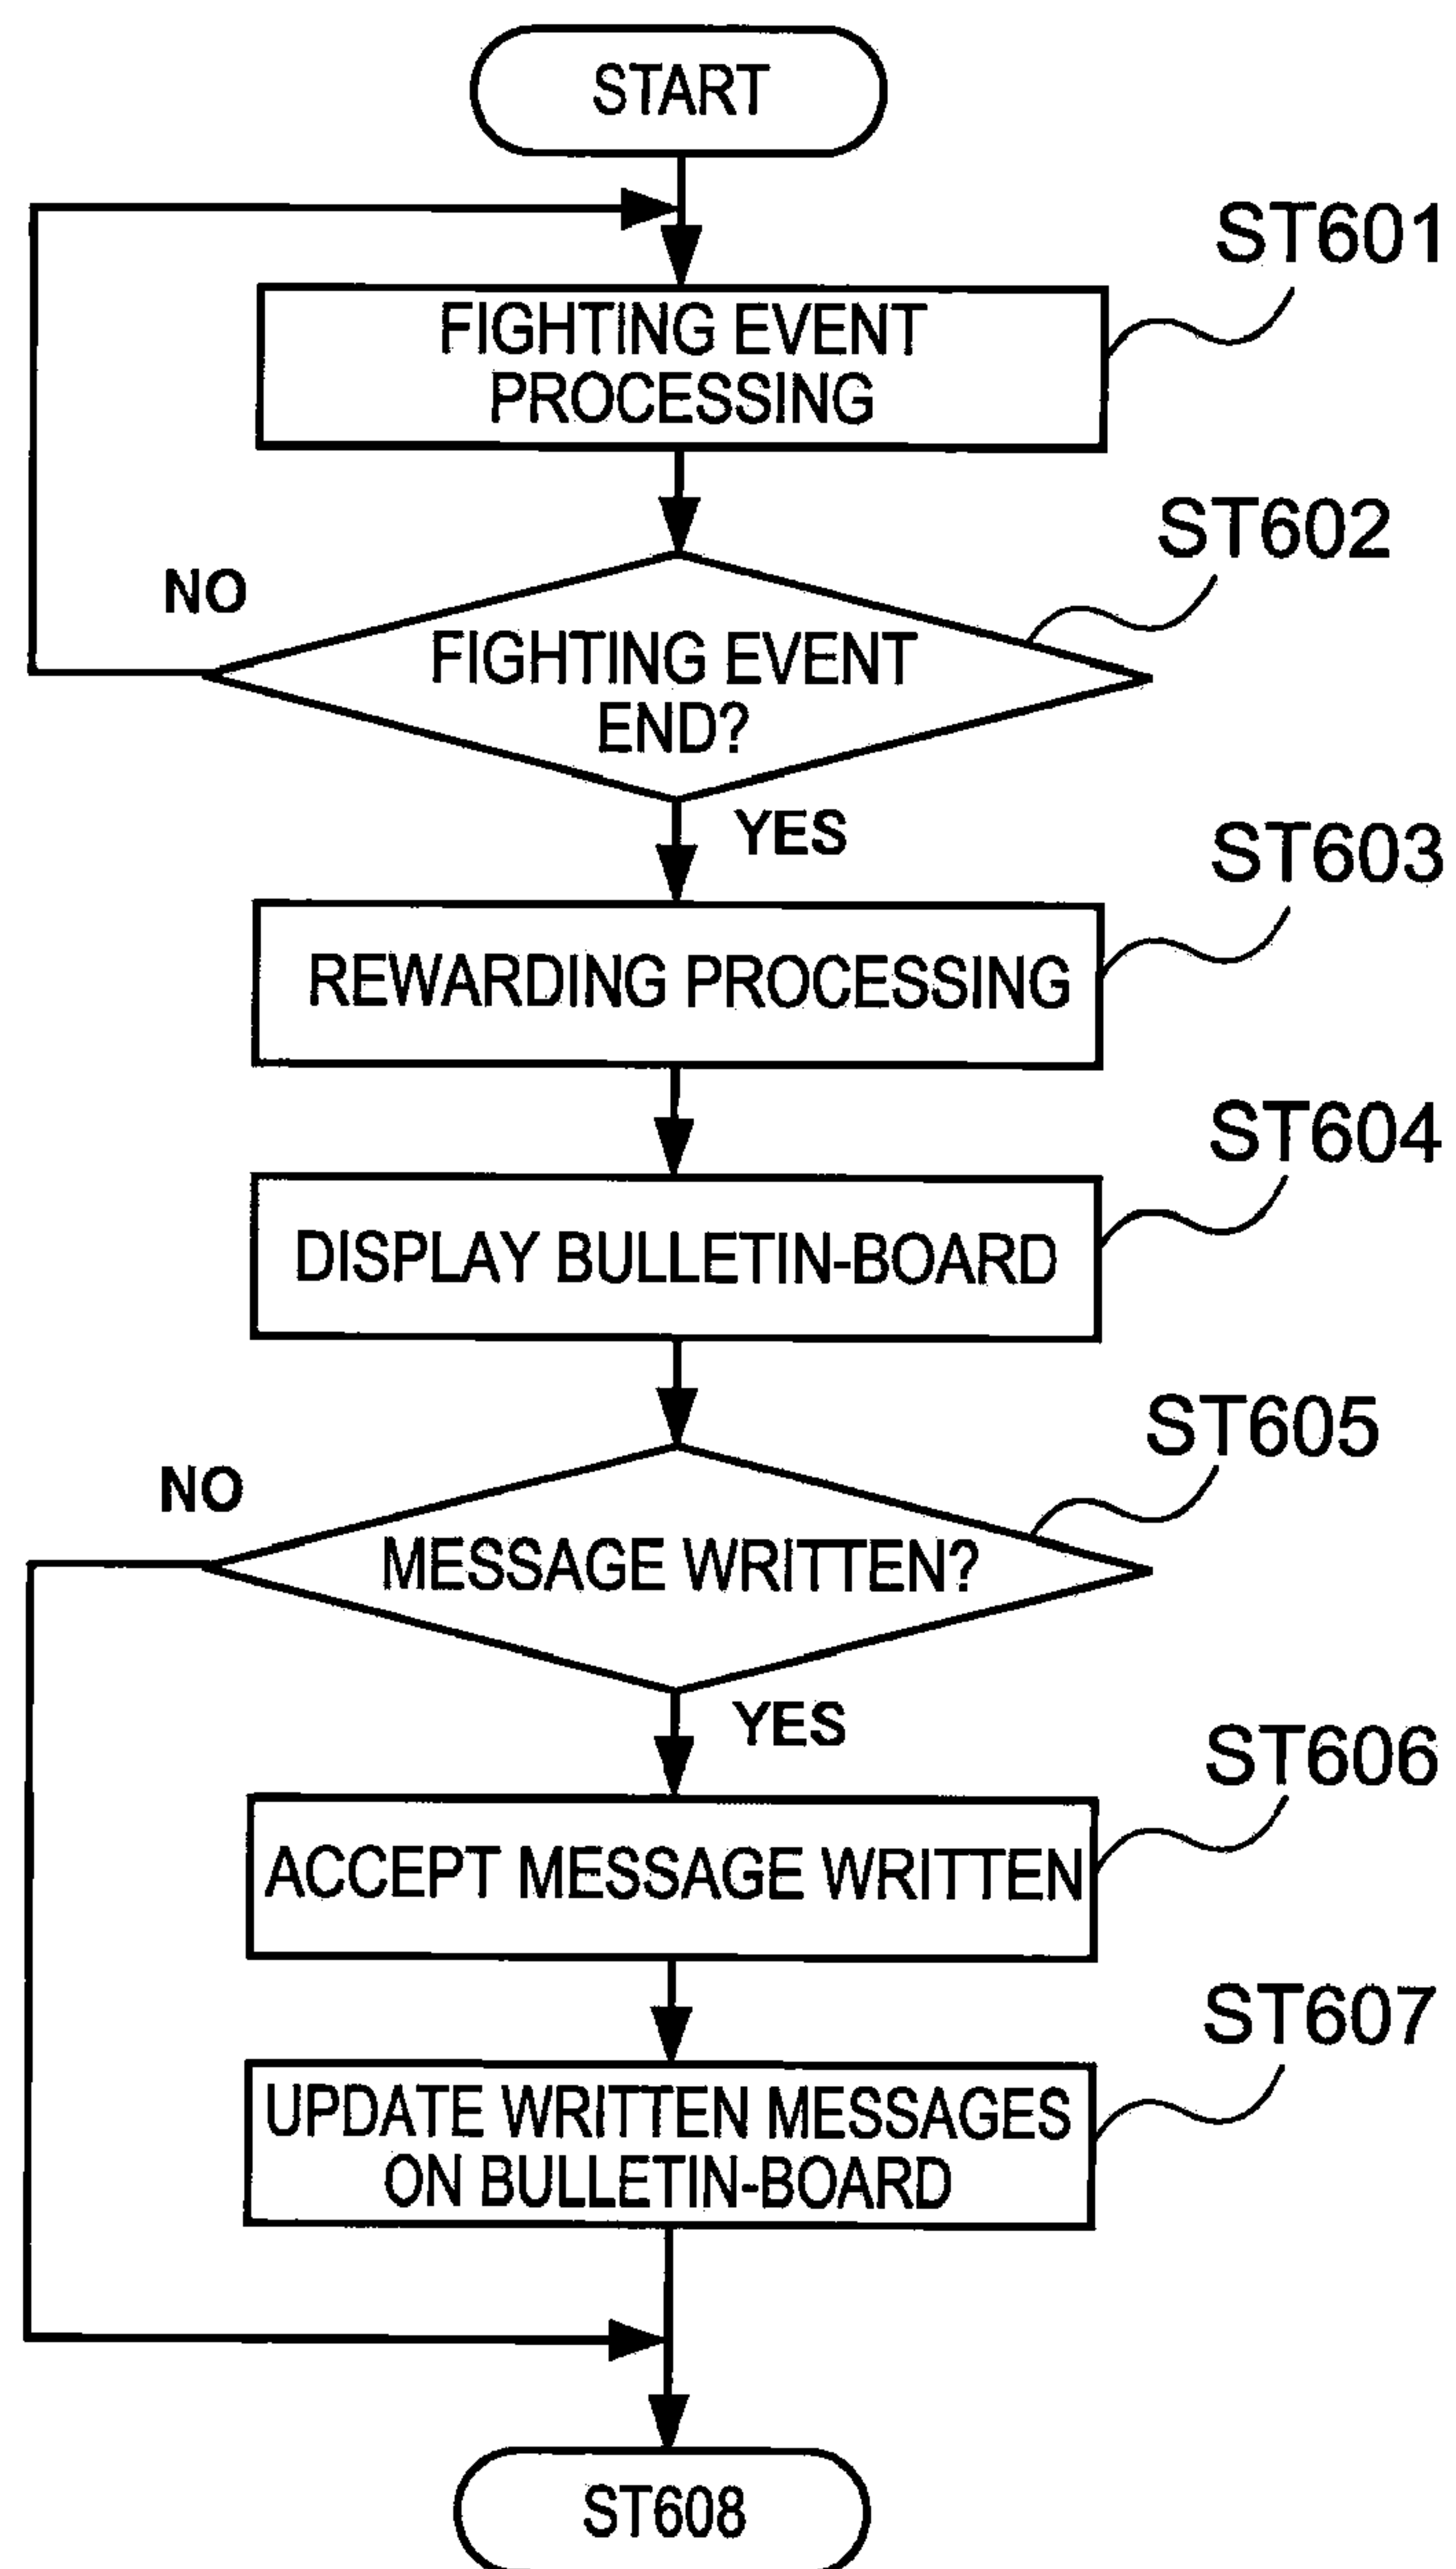 START
ST601
FIGHTING EVENT
PROCESSING
ST602
NO
FIGHTING EVENT
END?
YES
ST603
REWARDING PROCESSING
ST604
DISPLAY BULLETIN-BOARD
ST605
NO
MESSAGE WRITTEN?
YES
ST606
ACCEPT MESSAGE WRITTEN
ST607
UPDATE WRITTEN MESSAGES
ON BULLETIN-BOARD
ST608